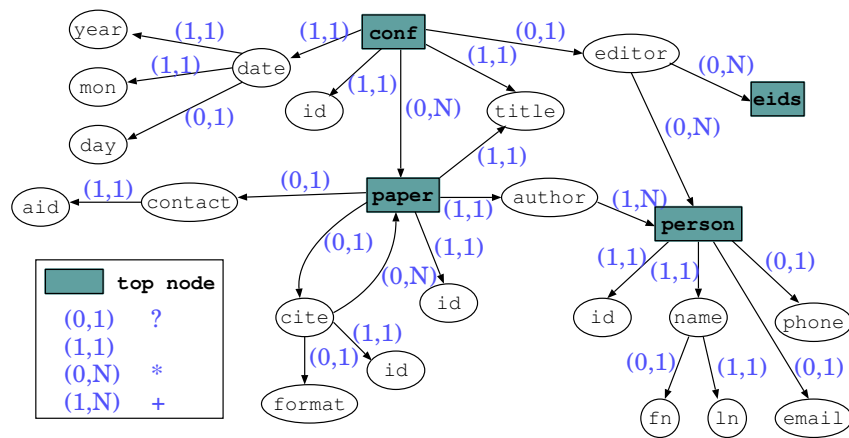 year
(1,1)
(1,1)
conf
(0,1)
editor
(1,1)
date
(1,1)
(0,N)
mon
(1,1)
eids
(0,1)
id
(0,N)
title
(0,N)
day
(1,1)
aid
(1,1)
contact
(0,1)
paper
(1,1)
author
(1,N)
person
(0,1)
(1,1)
(0,N)
(1,1)
(1,1)
(0,1)
top node
id
cite
id
name
phone
(0,1) ?
(1,1)
(0,N) *
(1,N) +
(0,1)
(1,1)
id
(0,1)
(1,1)
(0,1)
format
fn
ln
email